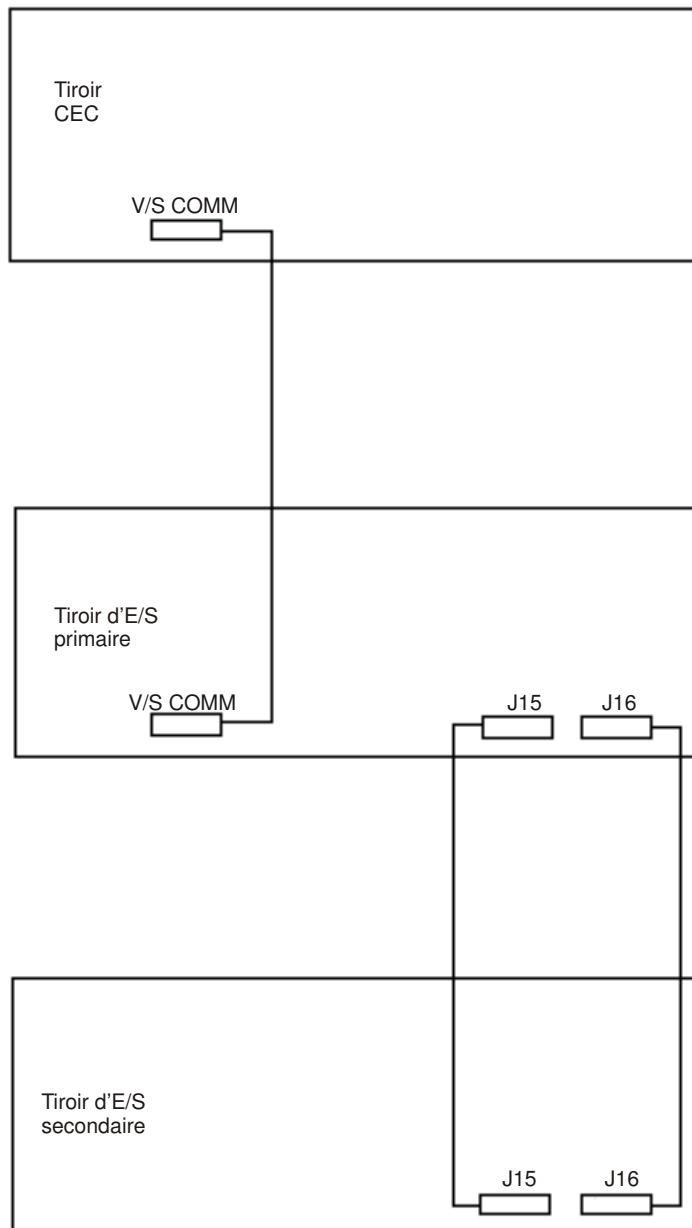 Tiroir
CEC
V/S COMM
Tiroir d'E/S
primaire
V/S COMM
J15 J16
Tiroir d'E/S
secondaire
J15 J16